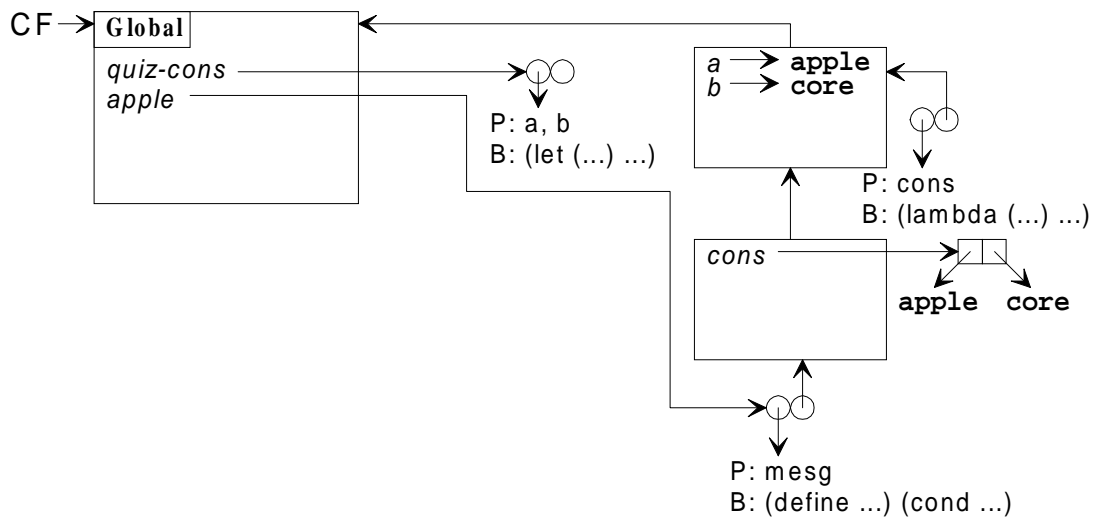 CF
Global
quiz-cons
apple
P: a, b
B: (let (...) ...)
a
apple
b
core
P: cons
B: (lambda (...) ...)
cons
apple
core
P: mesg
B: (define ...) (cond ...)